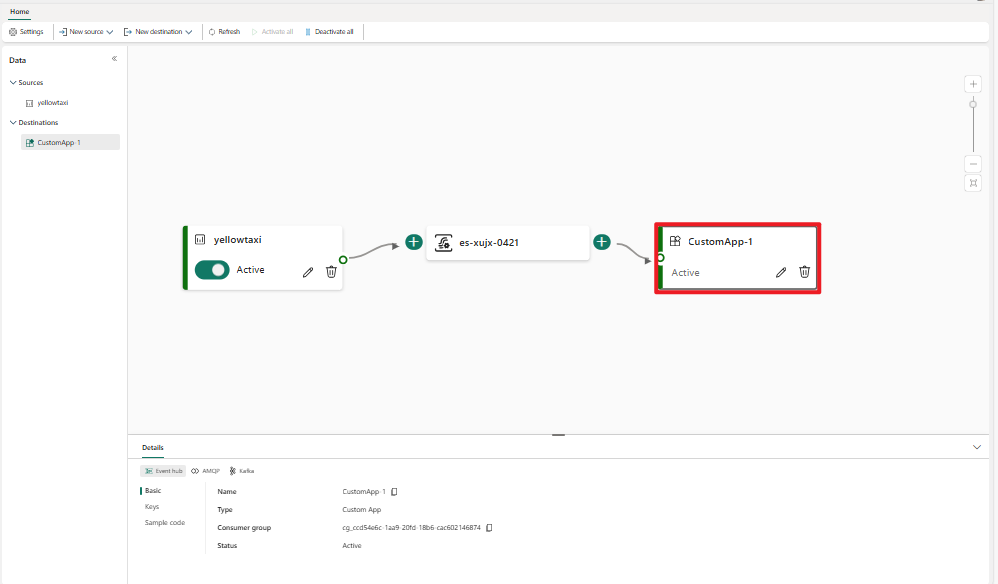 Home
Settings New source New destination Refresh Activate all Deactivate all
Data
Sources
yellowtaxi
Destinations
CustomApp-1
yellowtaxi
Active
es-xujx-0421
CustomApp-1
Active
Details
Event hub AMQP Kafka
Basic
Keys
Sample code
Name CustomApp-1
Type Custom App
Consumer group cg_ccd54e6c-1aa9-20fd-18b6-cac602146874
Status Active